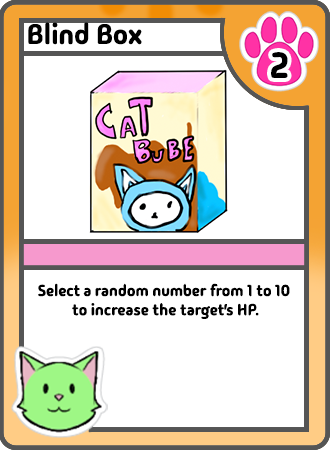 Blind Box
2
CAT
BUBE
Select a random number from 1 to 10
to increase the target's HP.